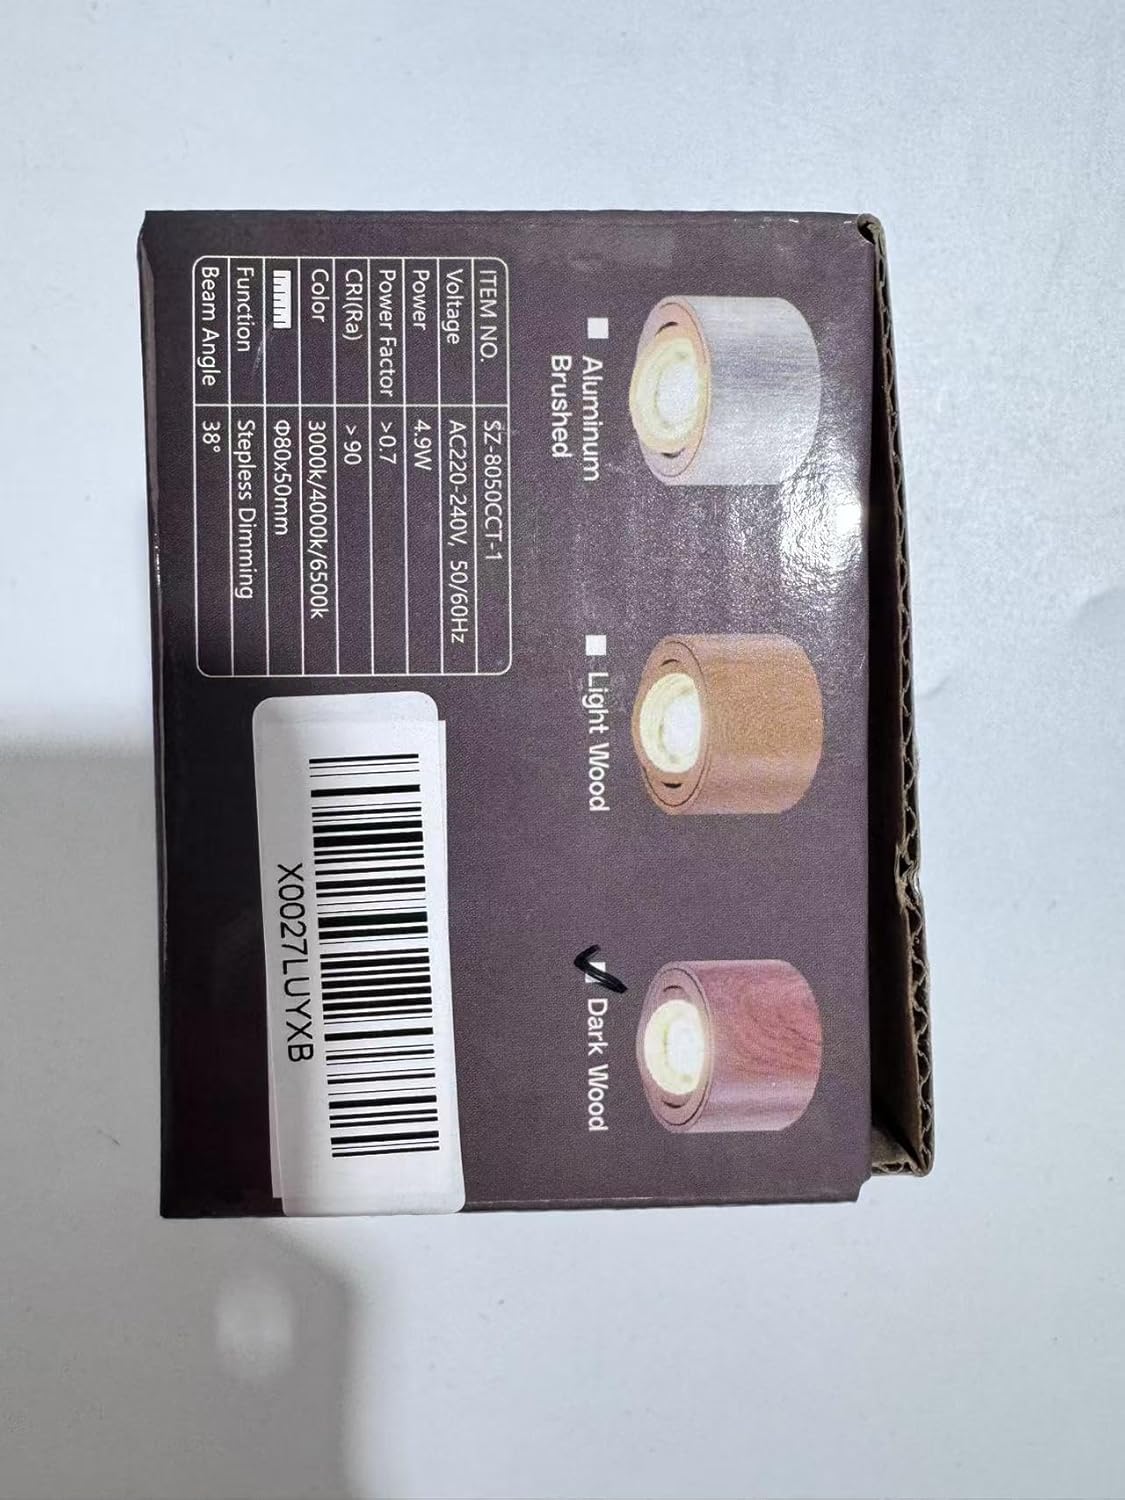 Aluminum
Brushed
Light Wood
Dark Wood
ITEM NO. SZ-8050CCT-1
Voltage AC220-240V, 50/60Hz
Power 4.9W
Power Factor >0.7
CRI(Ra) >90
Color 3000k/4000k/6500k
Φ80x50mm
Function Stepless Dimming
Beam Angle 38°
X0027LUYXB